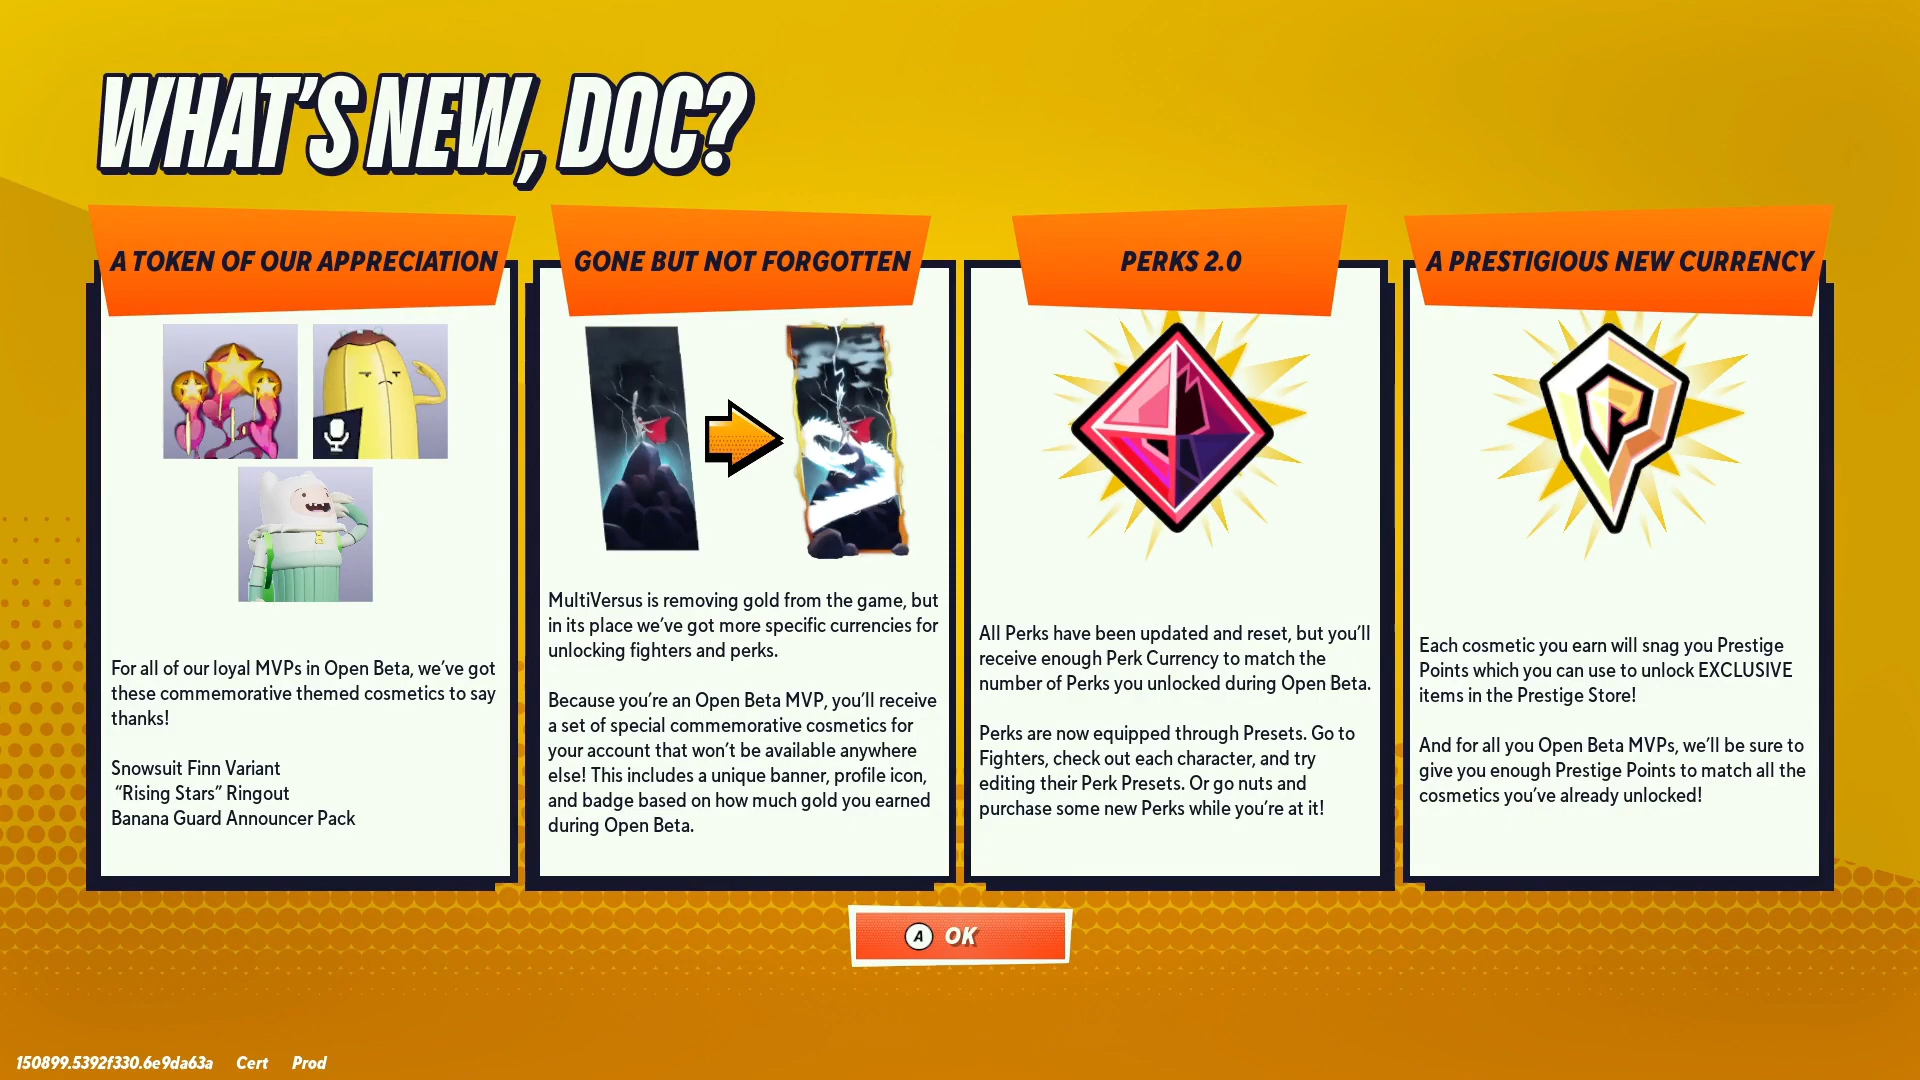 WHAT'S NEW, DOC?
A TOKEN OF OUR APPRECIATION
For all of our loyal MVPs in Open Beta, we've got
these commemorative themed cosmetics to say
thanks!
Snowsuit Finn Variant
“Rising Stars” Ringout
Banana Guard Announcer Pack
GONE BUT NOT FORGOTTEN
MultiVersus is removing gold from the game, but
in its place we've got more specific currencies for
unlocking fighters and perks.
Because you're an Open Beta MVP, you'll receive
a set of special commemorative cosmetics for
your account that won't be available anywhere
else! This includes a unique banner, profile icon,
and badge based on how much gold you earned
during Open Beta.
PERKS 2.0
All Perks have been updated and reset, but you'll
receive enough Perk Currency to match the
number of Perks you unlocked during Open Beta.
Perks are now equipped through Presets. Go to
Fighters, check out each character, and try
editing their Perk Presets. Or go nuts and
purchase some new Perks while you're at it!
A PRESTIGIOUS NEW CURRENCY
Each cosmetic you earn will snag you Prestige
Points which you can use to unlock EXCLUSIVE
items in the Prestige Store!
And for all you Open Beta MVPs, we'll be sure to
give you enough Prestige Points to match all the
cosmetics you've already unlocked!
A OK
150899.5392f330.6e9da63a Cert Prod